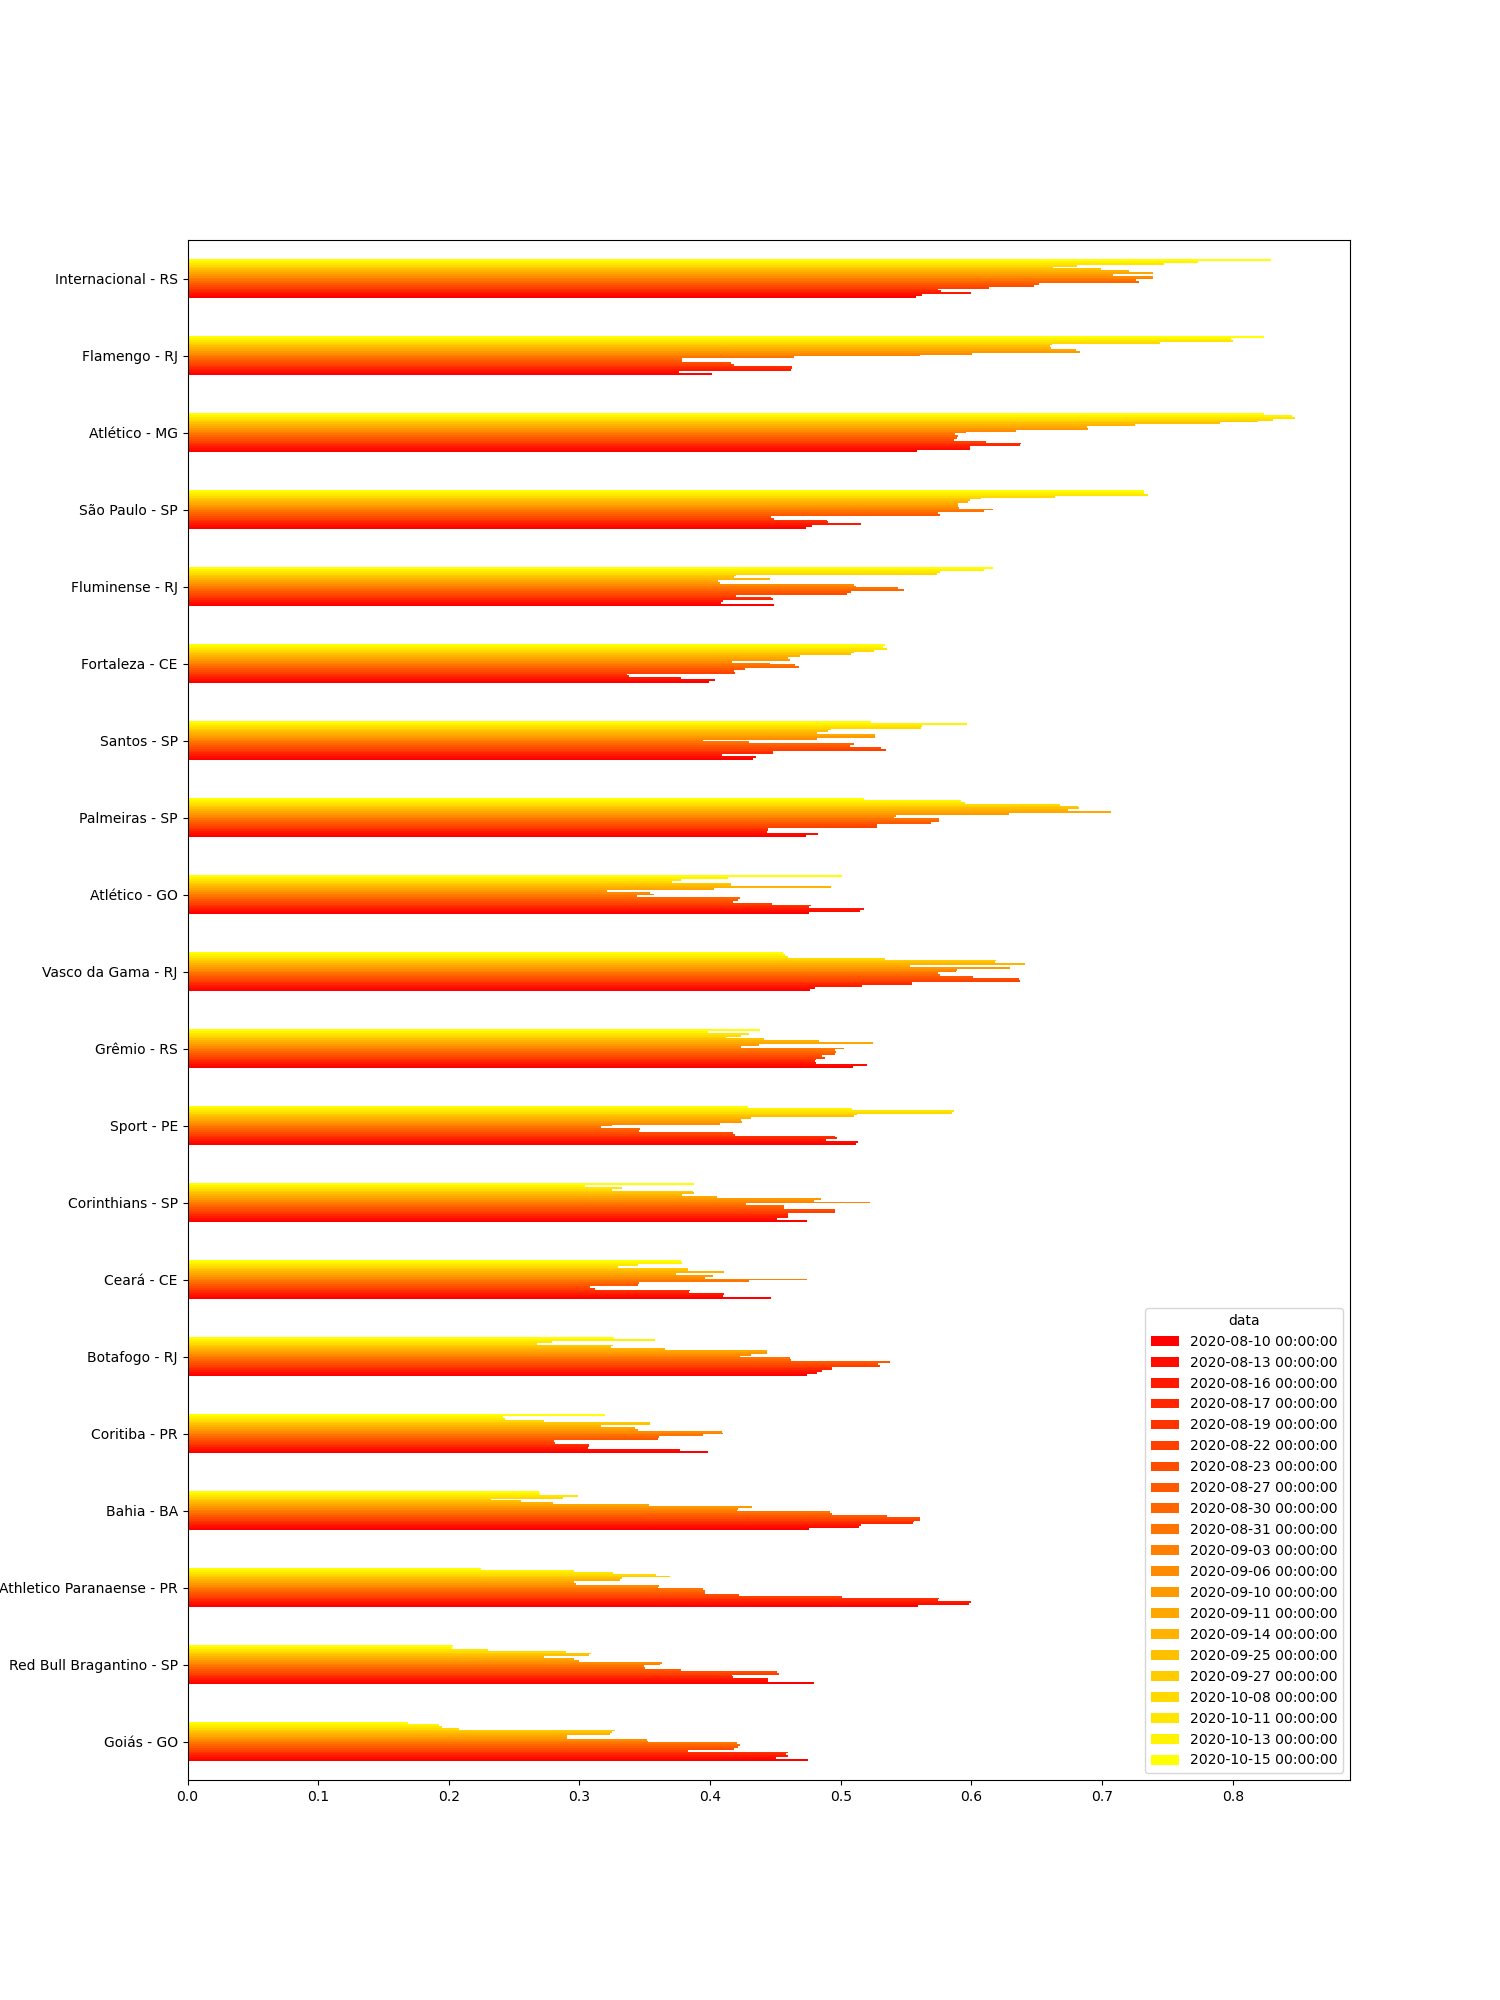 Internacional - RS
Flamengo - RJ
Atlético - MG
São Paulo - SP
Fluminense - RJ
Fortaleza - CE
Santos - SP
Palmeiras - SP
Atlético - GO
Vasco da Gama - RJ
Grêmio - RS
Sport - PE
Corinthians - SP
Ceará - CE
Botafogo - RJ
Coritiba - PR
Bahia - BA
Athletico Paranaense - PR
Red Bull Bragantino - SP
Goiás - GO
0.0 0.1 0.2 0.3 0.4 0.5 0.6 0.7 0.8
data
2020-08-10 00:00:00
2020-08-13 00:00:00
2020-08-16 00:00:00
2020-08-17 00:00:00
2020-08-19 00:00:00
2020-08-22 00:00:00
2020-08-23 00:00:00
2020-08-27 00:00:00
2020-08-30 00:00:00
2020-08-31 00:00:00
2020-09-03 00:00:00
2020-09-06 00:00:00
2020-09-10 00:00:00
2020-09-11 00:00:00
2020-09-14 00:00:00
2020-09-25 00:00:00
2020-09-27 00:00:00
2020-10-08 00:00:00
2020-10-11 00:00:00
2020-10-13 00:00:00
2020-10-15 00:00:00